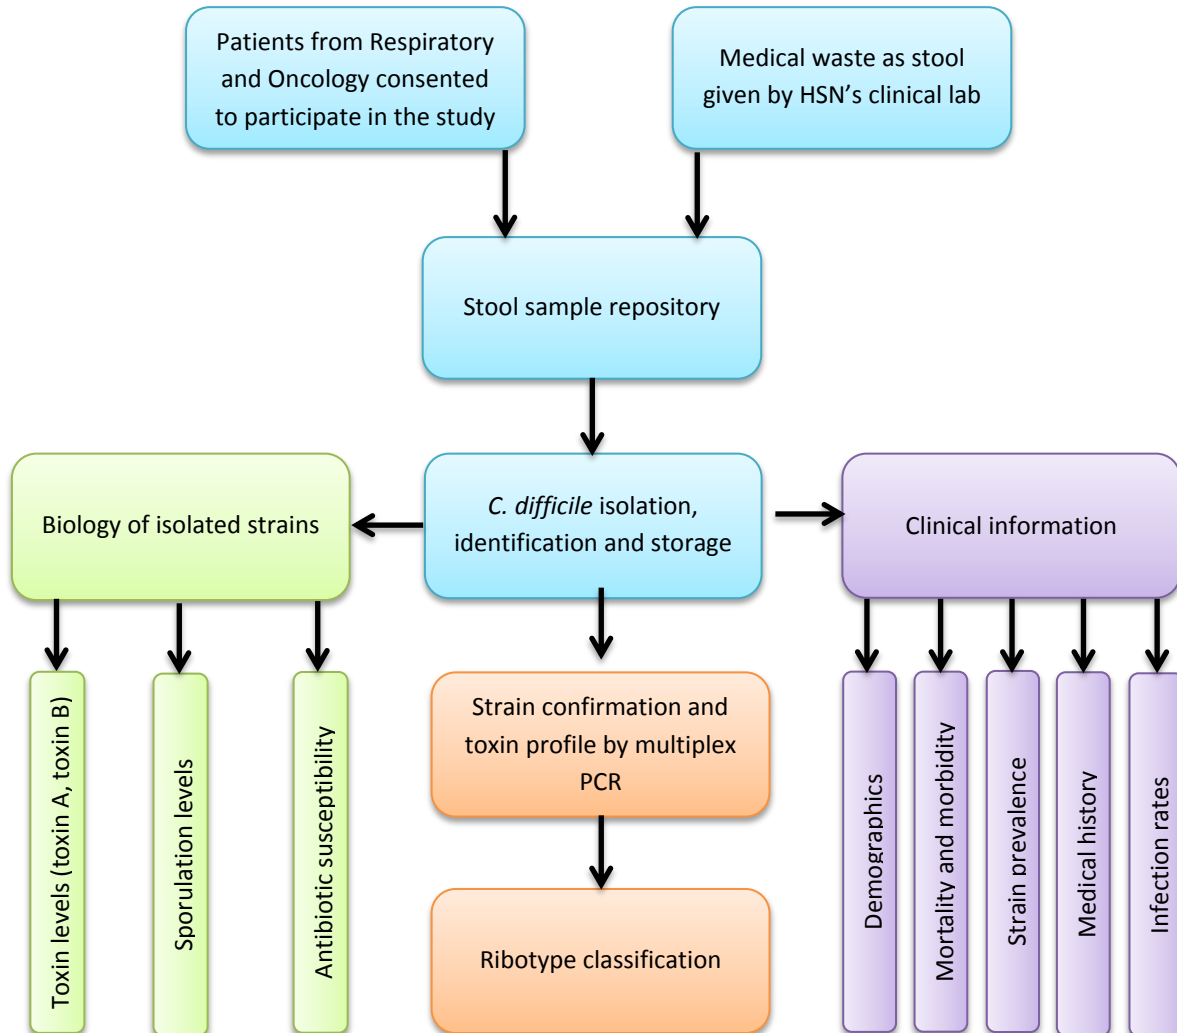 Patients from Respiratory
and Oncology consented
to participate in the study
Medical waste as stool
given by HSN's clinical lab
Stool sample repository
Biology of isolated strains
C. difficile isolation,
identification and storage
Clinical information
Toxin levels (toxin A, toxin B)
Sporulation levels
Antibiotic susceptibility
Strain confirmation and
toxin profile by multiplex
PCR
Ribotype classification
Demographics
Mortality and morbidity
Strain prevalence
Medical history
Infection rates